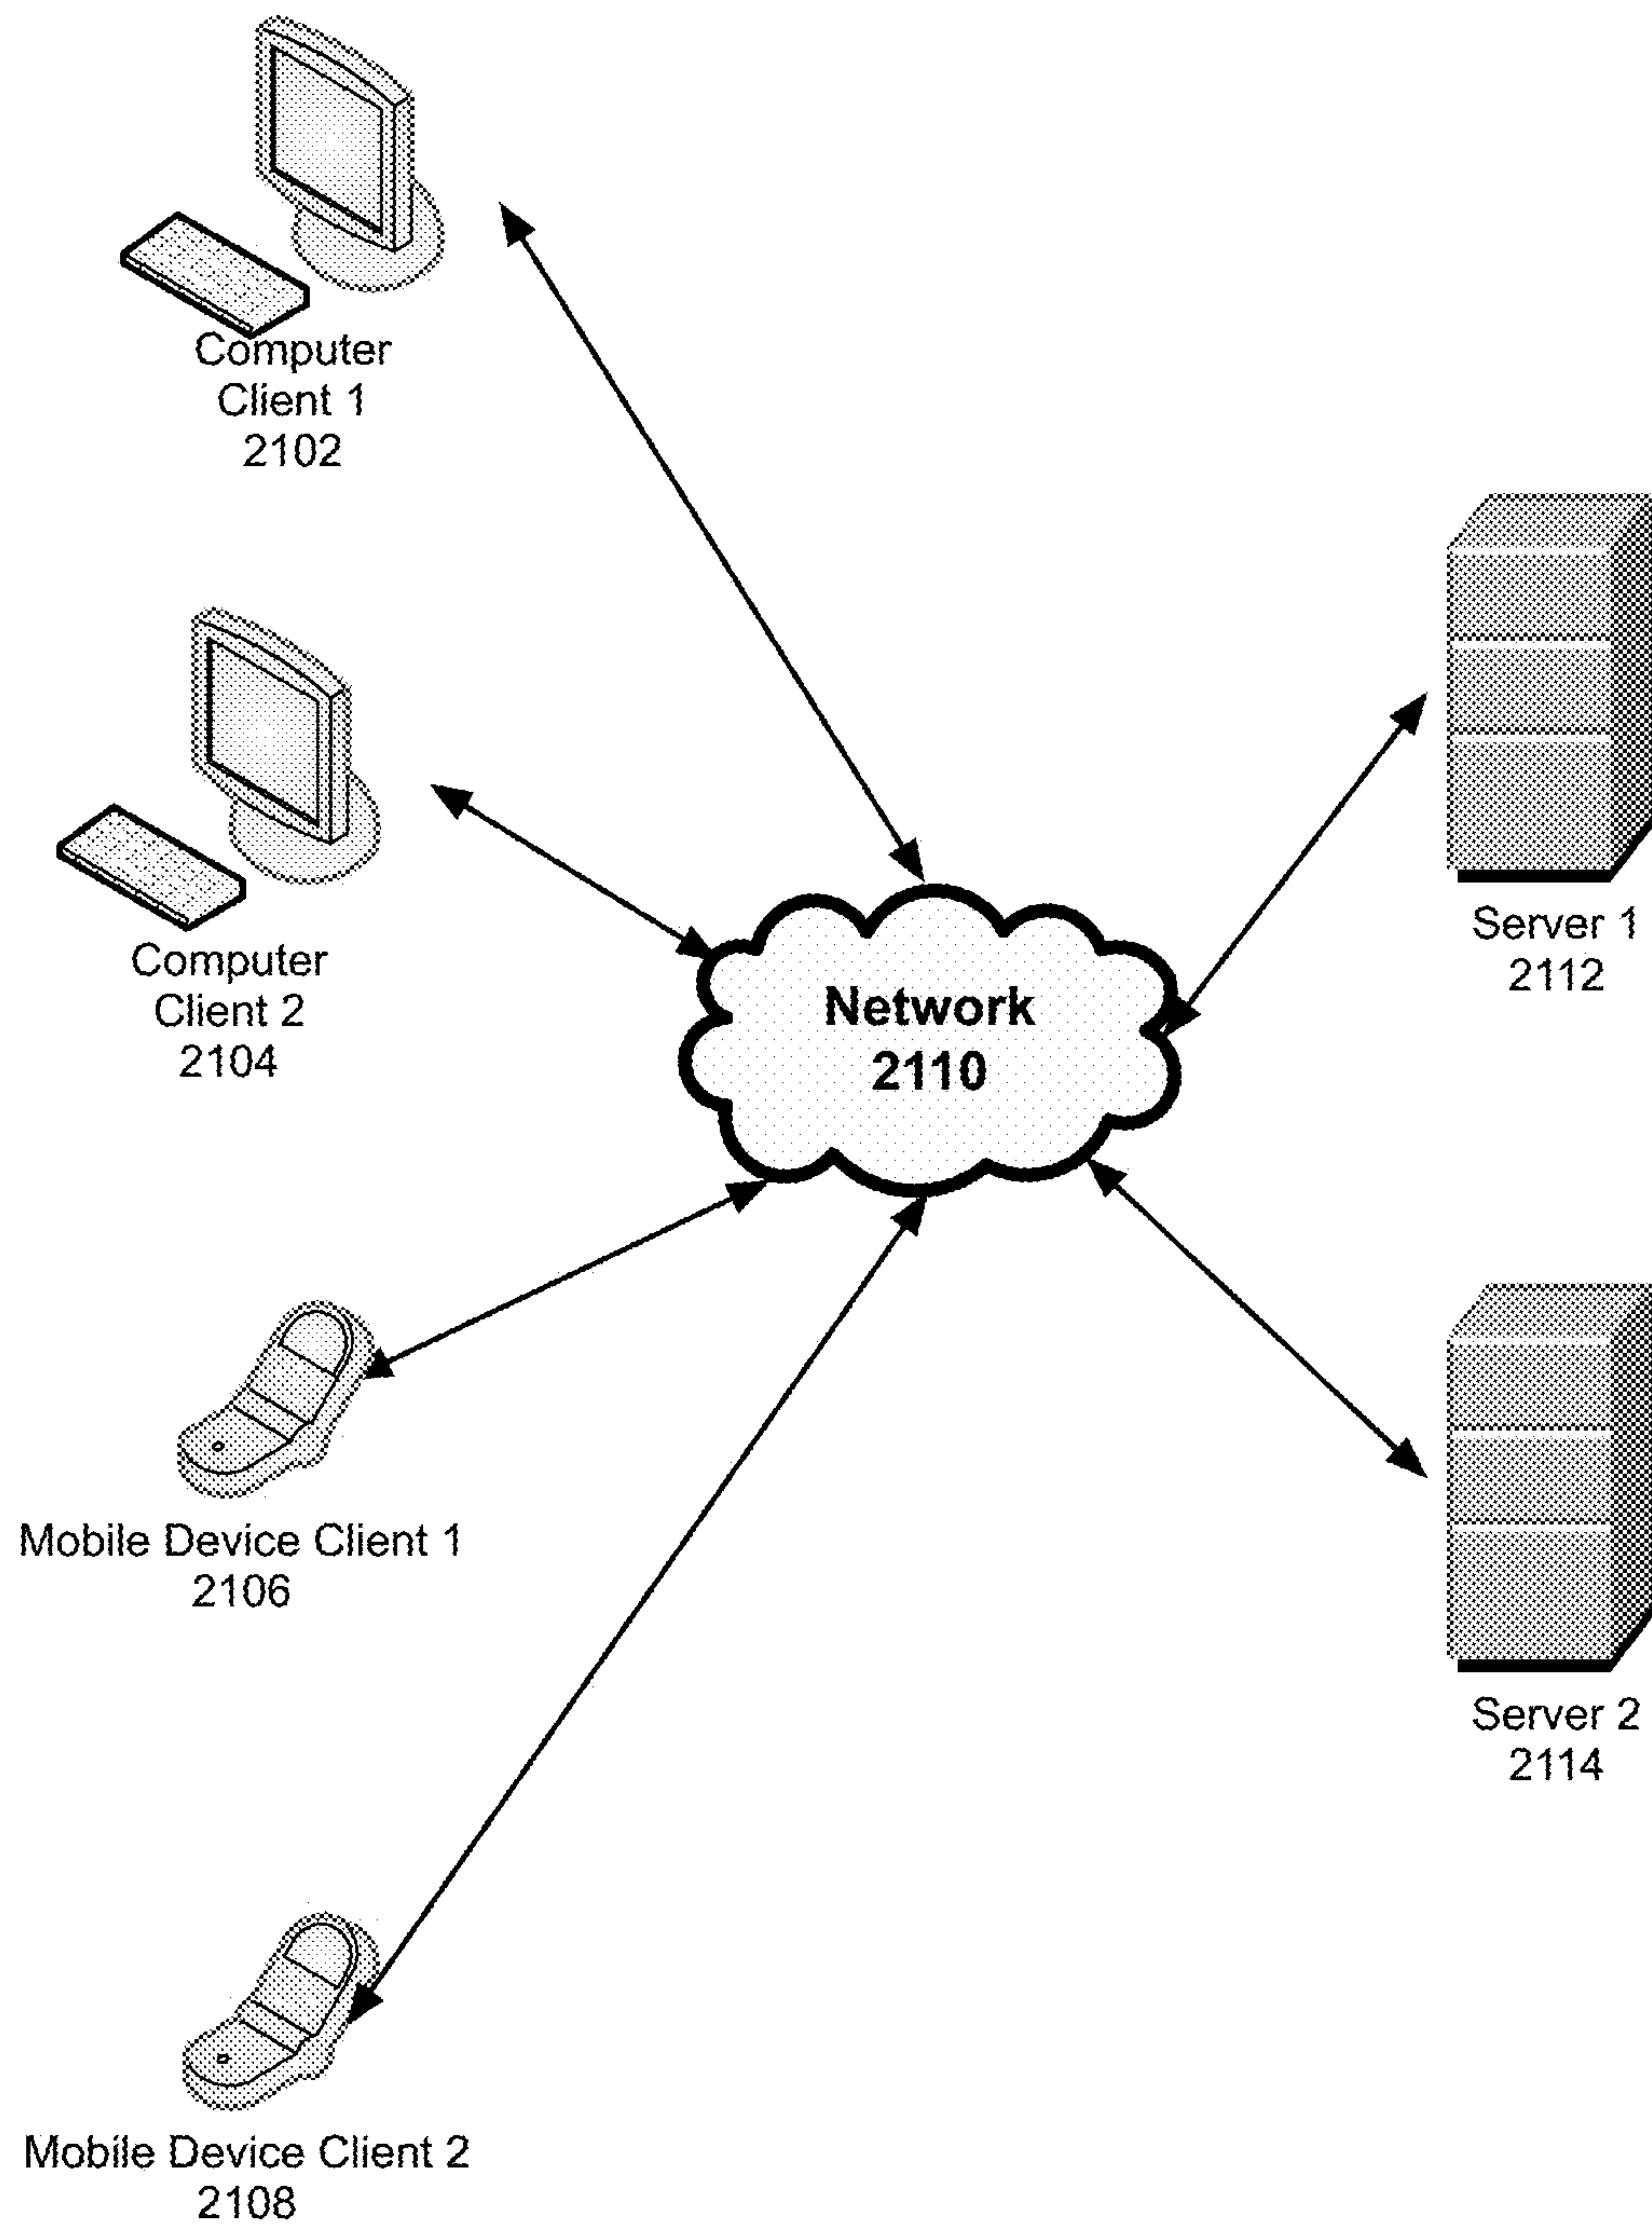 Computer
Client 1
2102
Server 1
2112
Computer
Client 2
2104
Network
2110
Mobile Device Client 1
2106
Server 2
2114
Mobile Device Client 2
2108